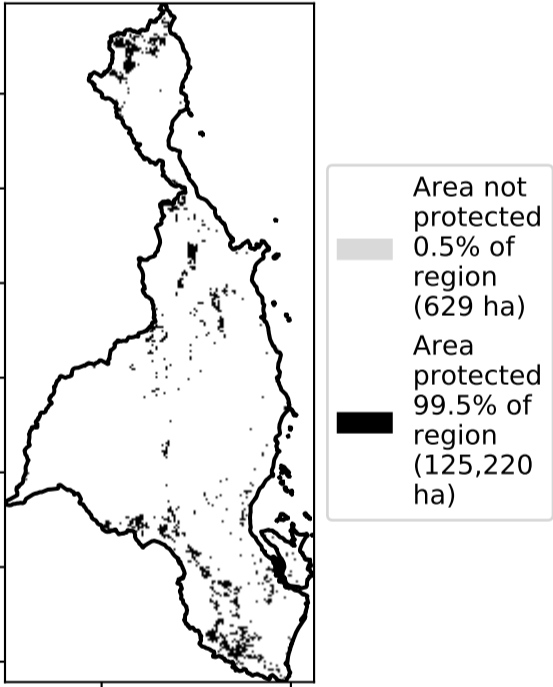 Area not
protected
0.5% of
region
(629 ha)
Area
protected
99.5% of
region
(125,220
ha)